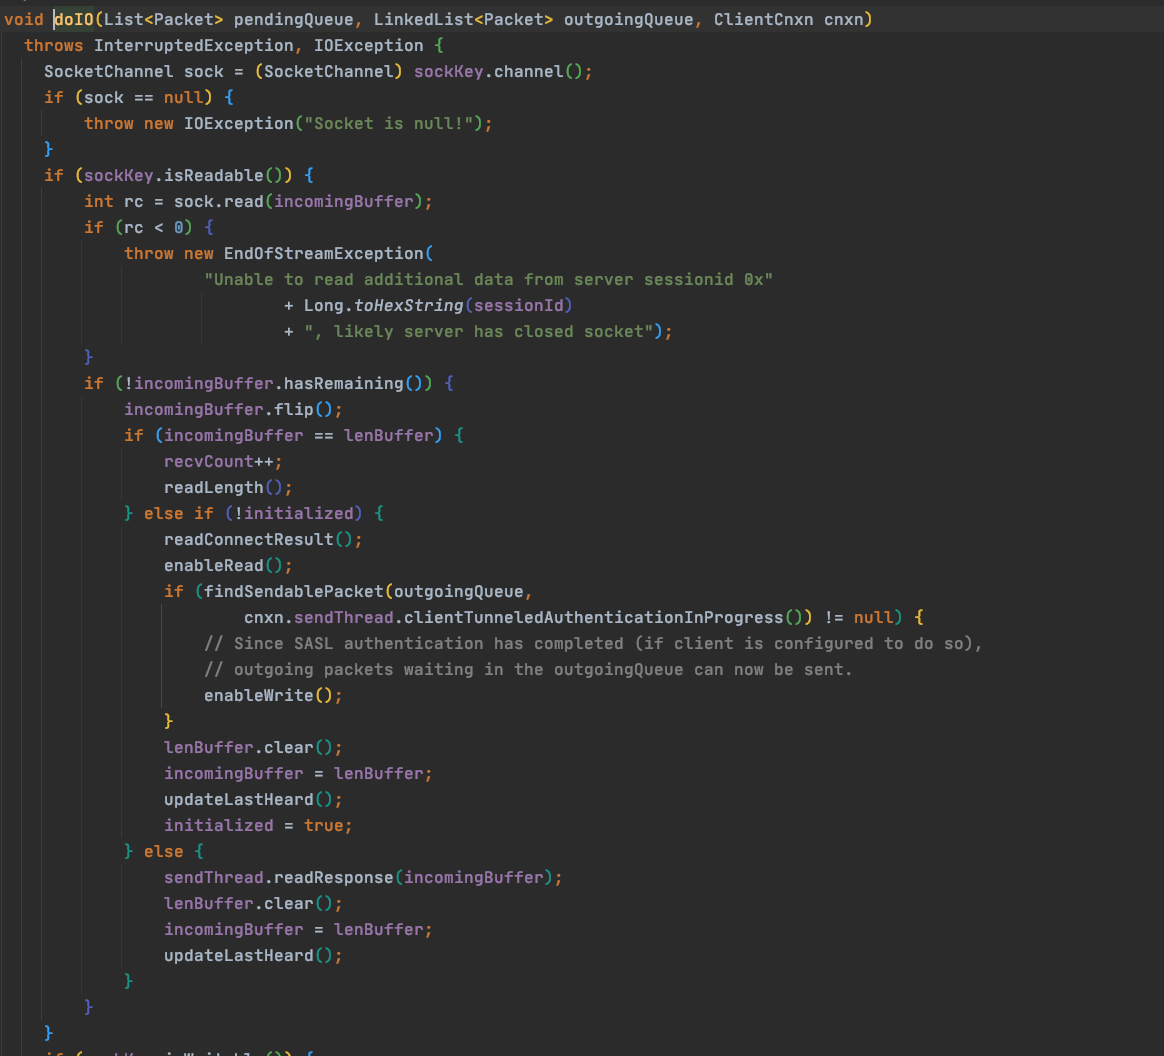 void doIO(List<Packet> pendingQueue, LinkedList<Packet> outgoingQueue, ClientCnxn cnxn)
  throws InterruptedException, IOException {
    SocketChannel sock = (SocketChannel) sockKey.channel();
    if (sock == null) {
        throw new IOException("Socket is null!");
    }
    if (sockKey.isReadable()) {
        int rc = sock.read(incomingBuffer);
        if (rc < 0) {
            throw new EndOfStreamException(
                    "Unable to read additional data from server sessionid 0x"
                            + Long.toHexString(sessionId)
                            + ", likely server has closed socket");
        }
        if (!incomingBuffer.hasRemaining()) {
            incomingBuffer.flip();
            if (incomingBuffer == lenBuffer) {
                recvCount++;
                readLength();
            } else if (!initialized) {
                readConnectResult();
                enableRead();
                if (findSendablePacket(outgoingQueue,
                        cnxn.sendThread.clientTunneledAuthenticationInProgress()) != null) {
                    // Since SASL authentication has completed (if client is configured to do so),
                    // outgoing packets waiting in the outgoingQueue can now be sent.
                    enableWrite();
                }
                lenBuffer.clear();
                incomingBuffer = lenBuffer;
                updateLastHeard();
                initialized = true;
            } else {
                sendThread.readResponse(incomingBuffer);
                lenBuffer.clear();
                incomingBuffer = lenBuffer;
                updateLastHeard();
            }
        }
    }